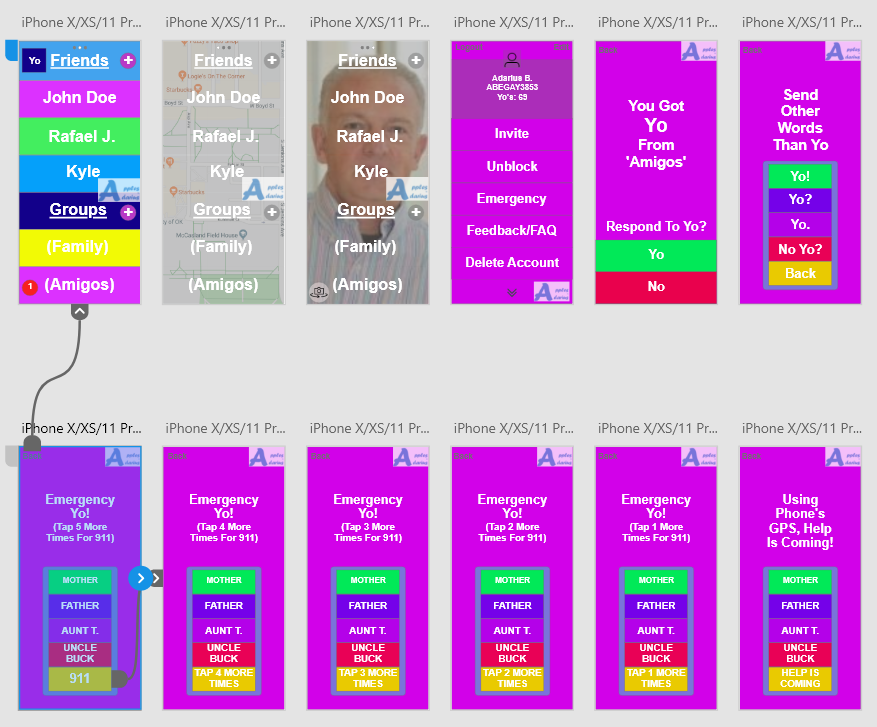 iPhone X/XS/11 Pr...
Yo
Friends
John Doe
Rafael J.
Kyle
Groups
(Family)
(Amigos)
1
iPhone X/XS/11 Pr...
Friends
Logan's On The Corner
Starbucks
John Doe
Rafael J.
Kyle
Starbucks
Groups
McCasland Field House
(Family)
(Amigos)
iPhone X/XS/11 Pr...
Friends
John Doe
Rafael J.
Kyle
Groups
(Family)
(Amigos)
iPhone X/XS/11 Pr...
Logout
Edit
Adarius B.
ABEGAY3853
Yo's: 69
Invite
Unblock
Emergency
Feedback/FAQ
Delete Account
iPhone X/XS/11 Pr...
Back
You Got
Yo
From
'Amigos'
Respond To Yo?
Yo
No
iPhone X/XS/11 Pr...
Back
Send
Other
Words
Than Yo
Yo!
Yo?
Yo.
No Yo?
Back
iPhone X/XS/11 Pr...
Back
Emergency
Yo!
(Tap 5 More
Times For 911)
MOTHER
FATHER
AUNT T.
UNCLE
BUCK
911
iPhone X/XS/11 Pr...
Back
Emergency
Yo!
(Tap 4 More
Times For 911)
MOTHER
FATHER
AUNT T.
UNCLE
BUCK
TAP 4 MORE
TIMES
iPhone X/XS/11 Pr...
Back
Emergency
Yo!
(Tap 3 More
Times For 911)
MOTHER
FATHER
AUNT T.
UNCLE
BUCK
TAP 3 MORE
TIMES
iPhone X/XS/11 Pr...
Back
Emergency
Yo!
(Tap 2 More
Times For 911)
MOTHER
FATHER
AUNT T.
UNCLE
BUCK
TAP 2 MORE
TIMES
iPhone X/XS/11 Pr...
Back
Emergency
Yo!
(Tap 1 More
Times For 911)
MOTHER
FATHER
AUNT T.
UNCLE
BUCK
TAP 1 MORE
TIMES
iPhone X/XS/11 Pr...
Back
Using
Phone's
GPS, Help
Is Coming!
MOTHER
FATHER
AUNT T.
UNCLE
BUCK
HELP IS
COMING